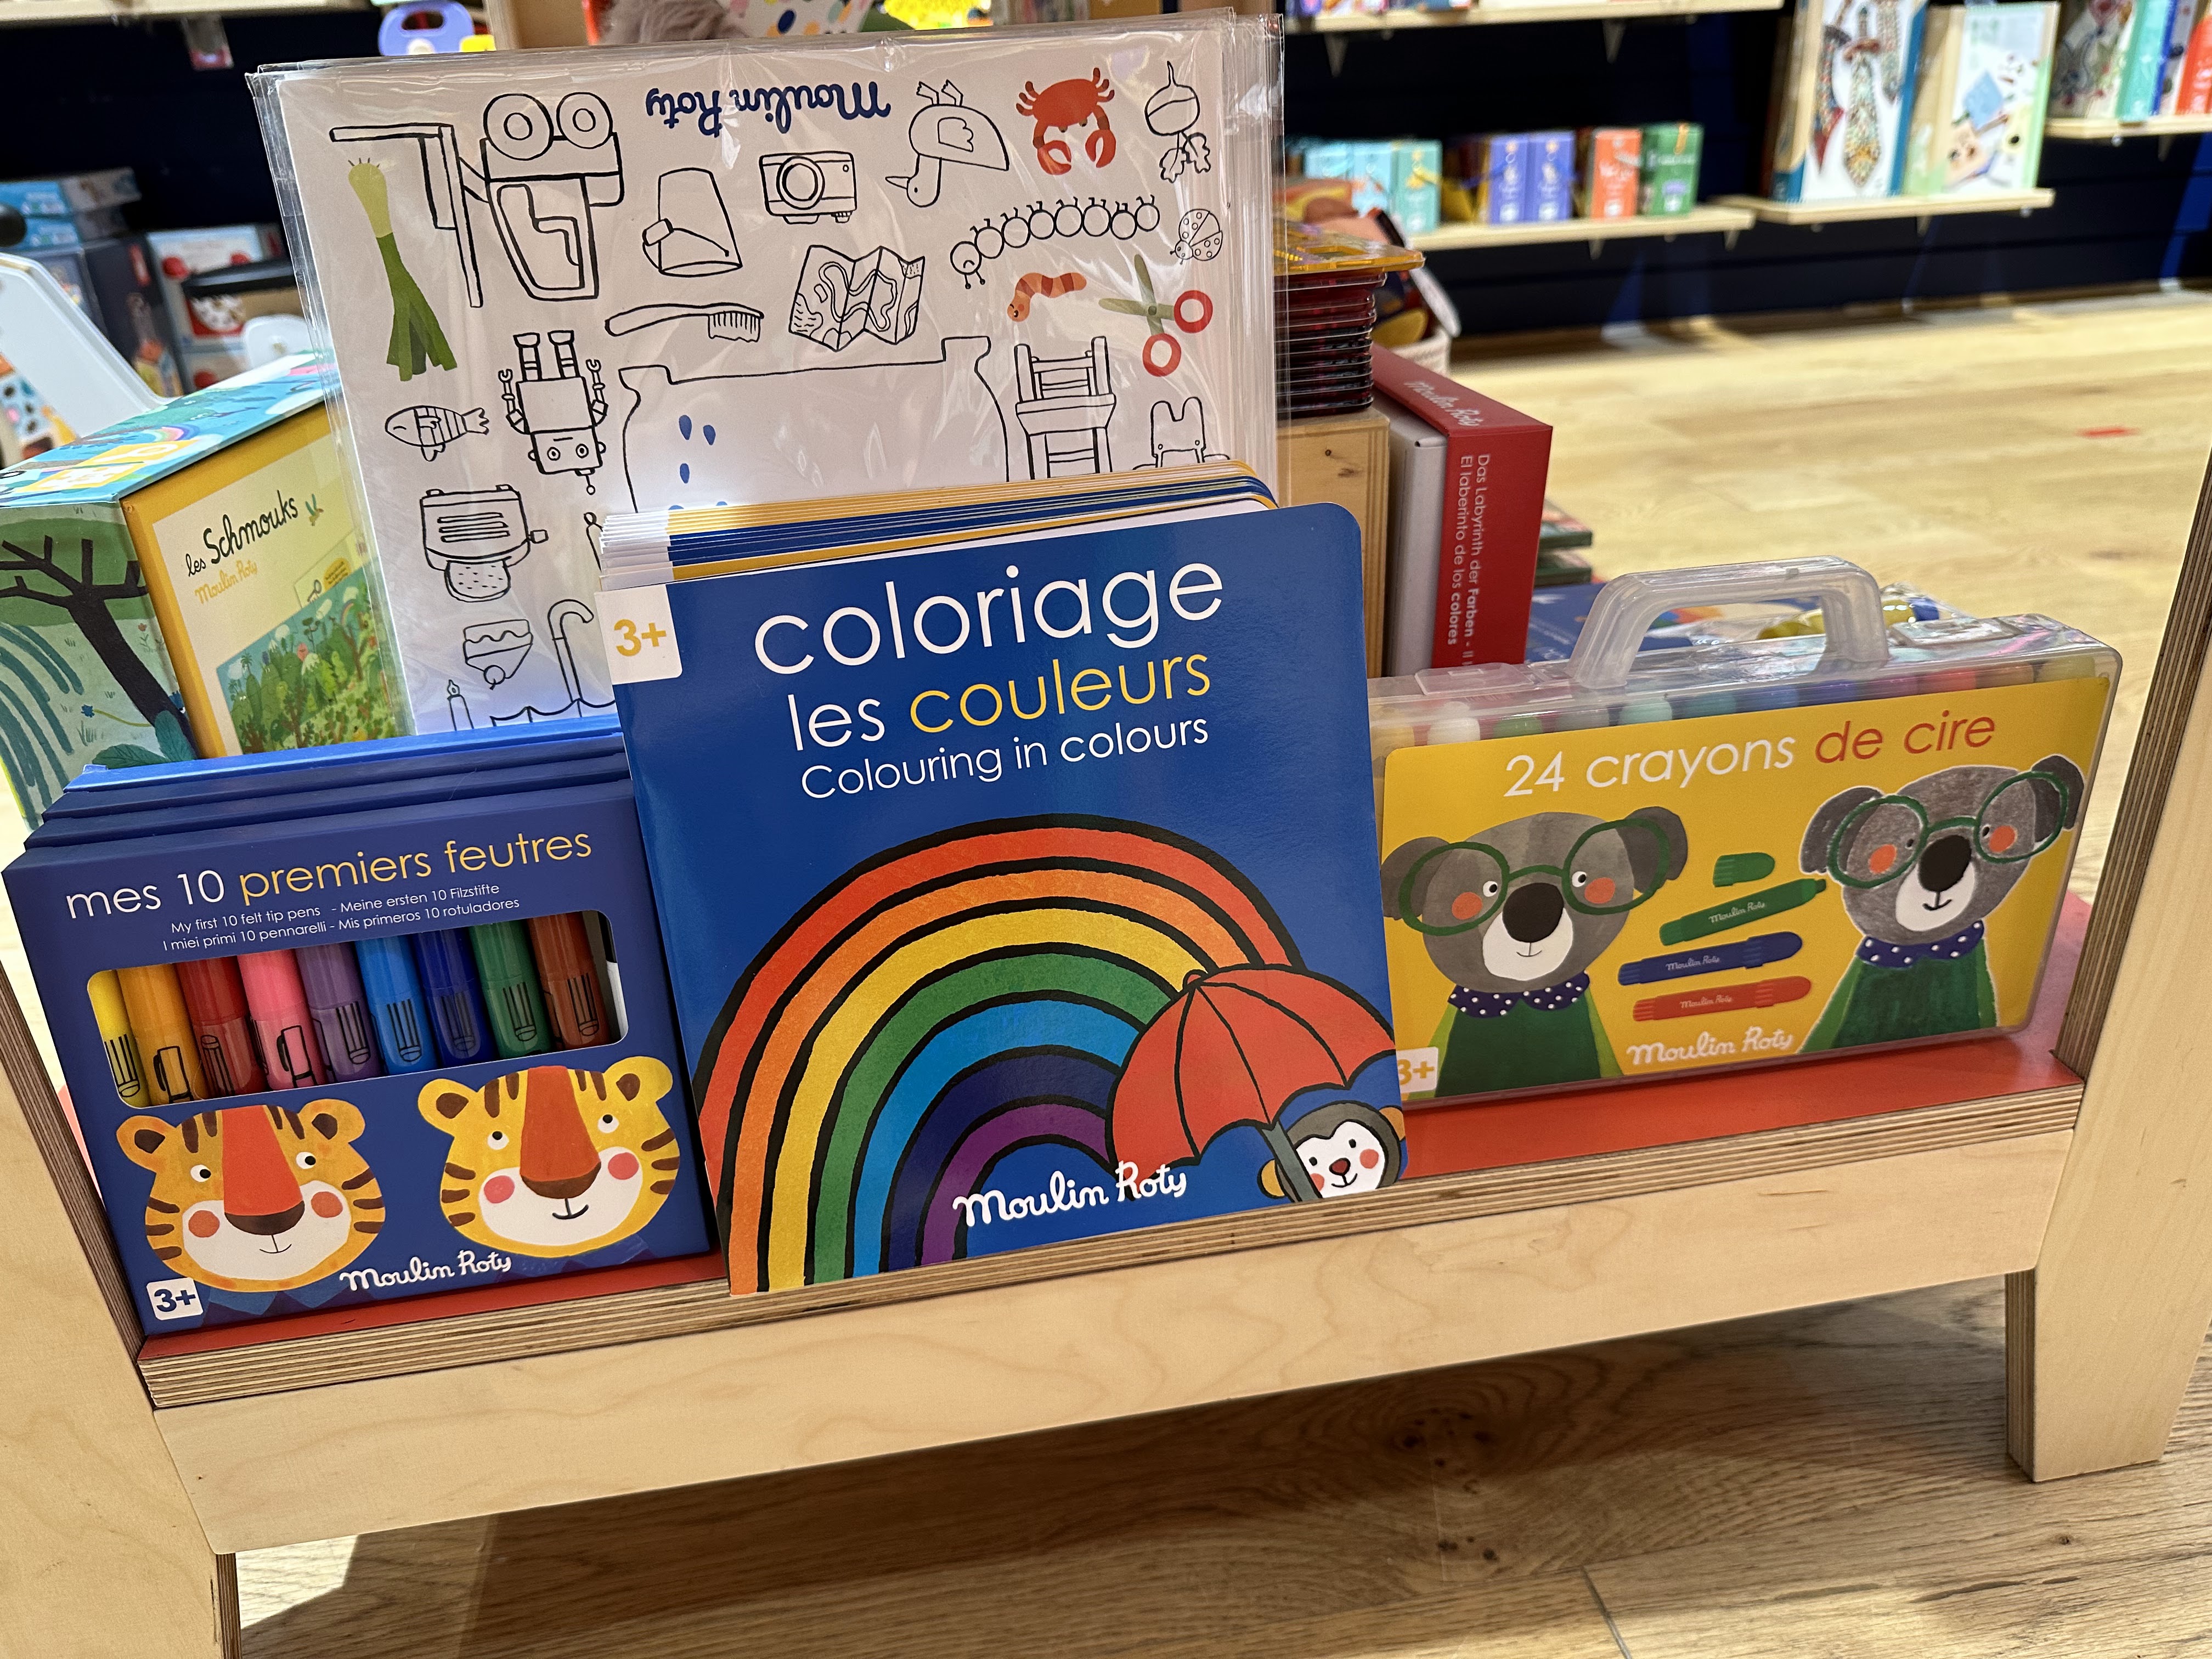 Moulin Roty
les Schmouks
Moulin Roty
Das Labyrinth der Farben - Il
El laberinto de los colores
Moulin Roty
3+
coloriage
les couleurs
Colouring in colours
Moulin Roty
mes 10 premiers feutres
My first 10 felt tip pens - Meine ersten 10 Filzstifte
I miei primi 10 pennarelli - Mis primeros 10 rotuladores
Moulin Roty
3+
24 crayons de cire
Moulin Roty
Moulin Roty
Moulin Roty
Moulin Roty
3+